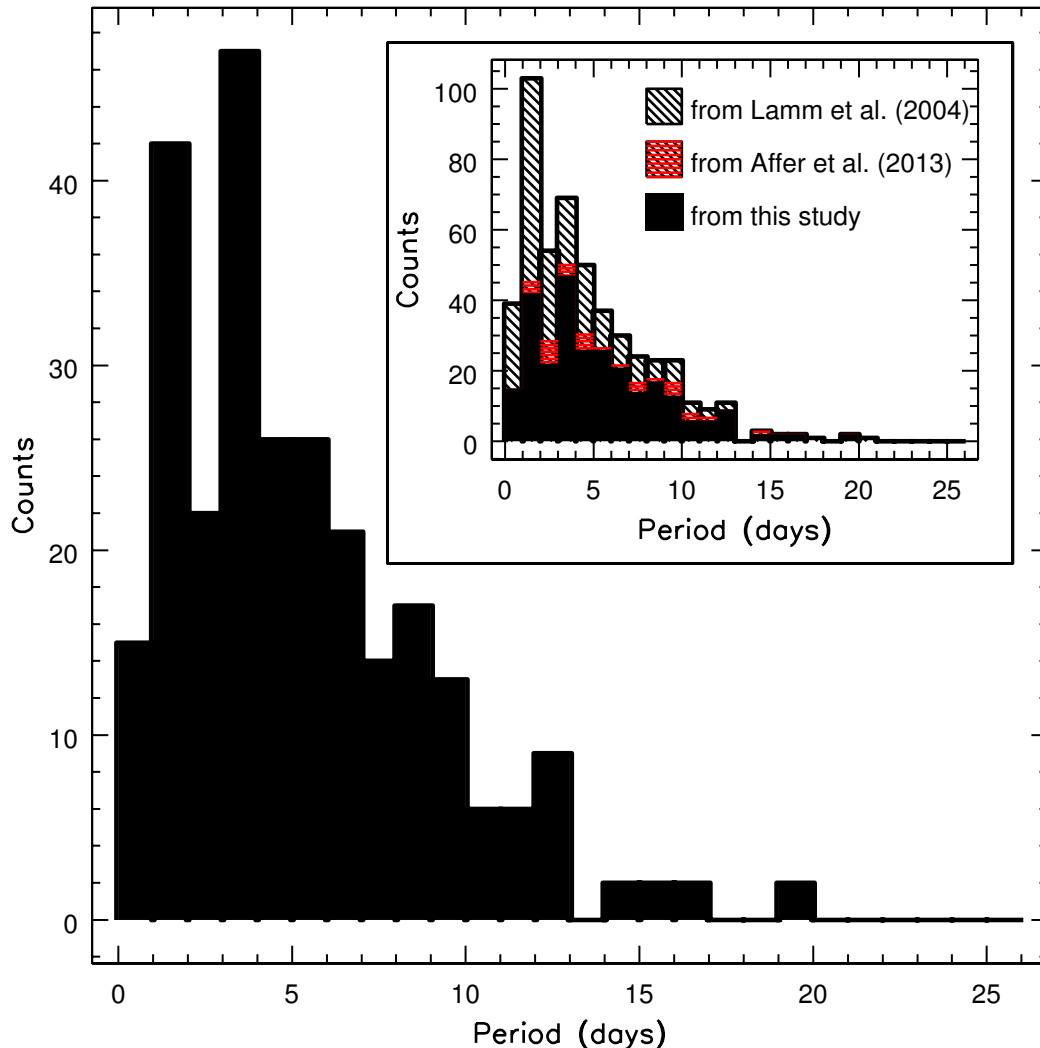 Counts
40
30
20
10
0
0 5 10 15 20 25
Period (days)
Counts
100
80
60
40
20
0
0 5 10 15 20 25
Period (days)
from Lamm et al. (2004)
from Affer et al. (2013)
from this study